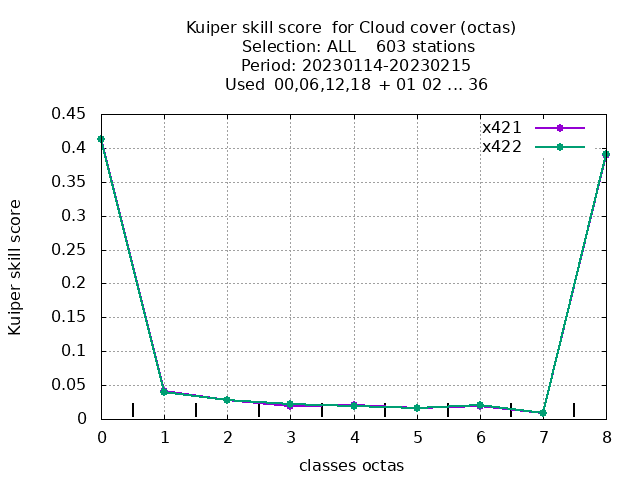 Kuiper skill score  for Cloud cover (octas)
Selection: ALL    603 stations
Period: 20230114-20230215
Used  00,06,12,18 + 01 02 ... 36
x421
x422
0.45
0.4
0.35
0.3
0.25
0.2
0.15
0.1
0.05
0
Kuiper skill score
0 1 2 3 4 5 6 7 8
classes octas